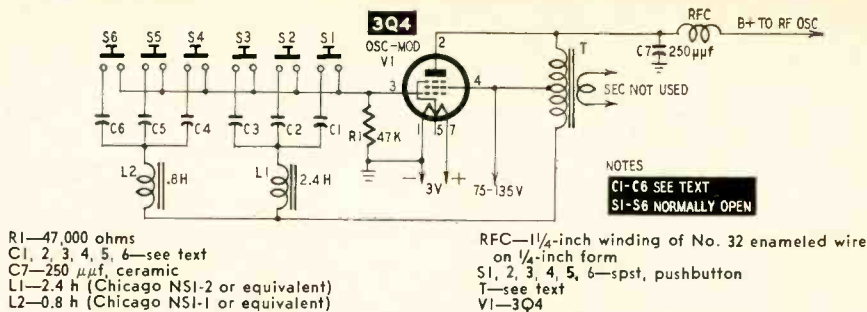 S6 S5 S4 S3 S2 S1
3Q4
OSC-MOD
V1
2
3
4
1 5 7
RFC
B+ TO RF OSC
C7 250μμf
T
SEC NOT USED
C6 C5 C4 C3 C2 C1
R1 47K
L2 .8H
L1 2.4H
- 3V +
75-135V
NOTES
C1-C6 SEE TEXT
S1-S6 NORMALLY OPEN
R1—47,000 ohms
C1, 2, 3, 4, 5, 6—see text
C7—250 μμf, ceramic
L1—2.4 h (Chicago NSI-2 or equivalent)
L2—0.8 h (Chicago NSI-1 or equivalent)
RFC—1¼-inch winding of No. 32 enameled wire
on ¼-inch form
S1, 2, 3, 4, 5, 6—spst, pushbutton
T—see text
V1—3Q4